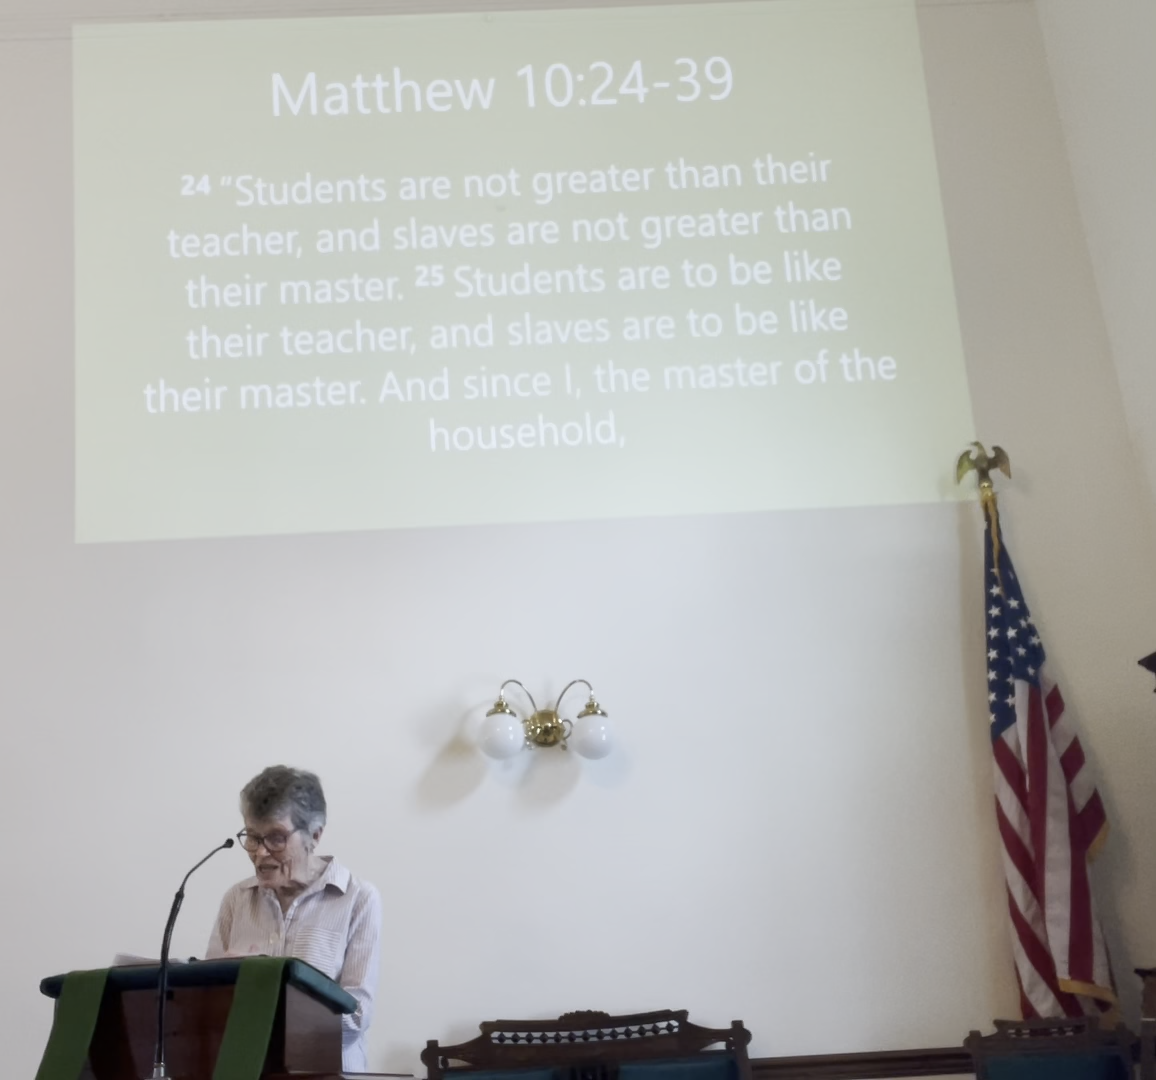 Matthew 10:24-39
24 "Students are not greater than their
teacher, and slaves are not greater than
their master. 25 Students are to be like
their teacher, and slaves are to be like
their master. And since I, the master of the
household,